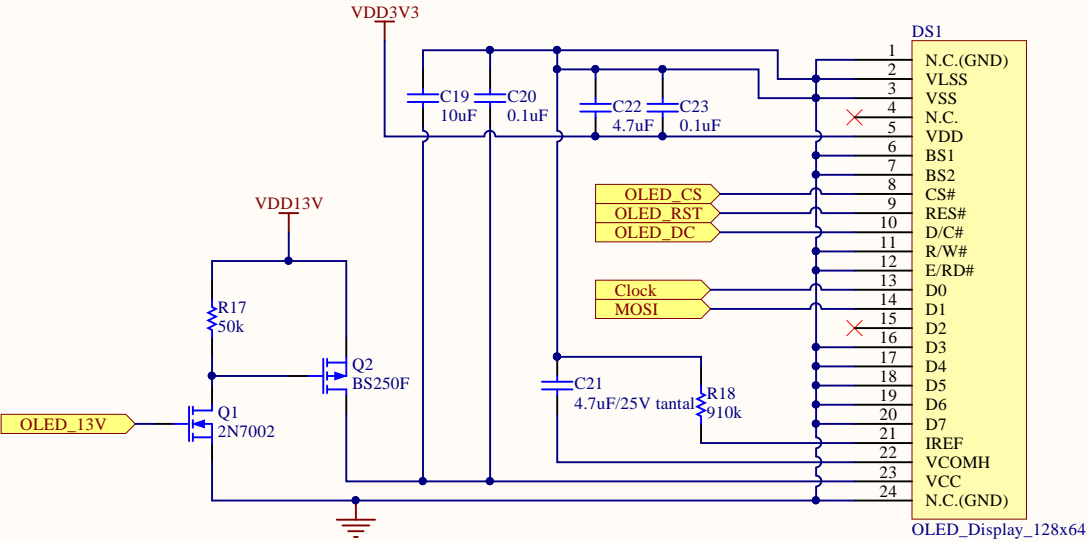 VDD3V3
DS1
1 N.C.(GND)
2 VLSS
3 VSS
4 N.C.
5 VDD
6 BS1
7 BS2
8 CS#
9 RES#
10 D/C#
11 R/W#
12 E/RD#
13 D0
14 D1
15 D2
16 D3
17 D4
18 D5
19 D6
20 D7
21 IREF
22 VCOMH
23 VCC
24 N.C.(GND)
OLED_Display_128x64
C19
10uF
C20
0.1uF
C22
4.7uF
C23
0.1uF
OLED_CS
OLED_RST
OLED_DC
Clock
MOSI
VDD13V
R17
50k
Q2
BS250F
Q1
2N7002
OLED_13V
C21
4.7uF/25V tantal
R18
910k